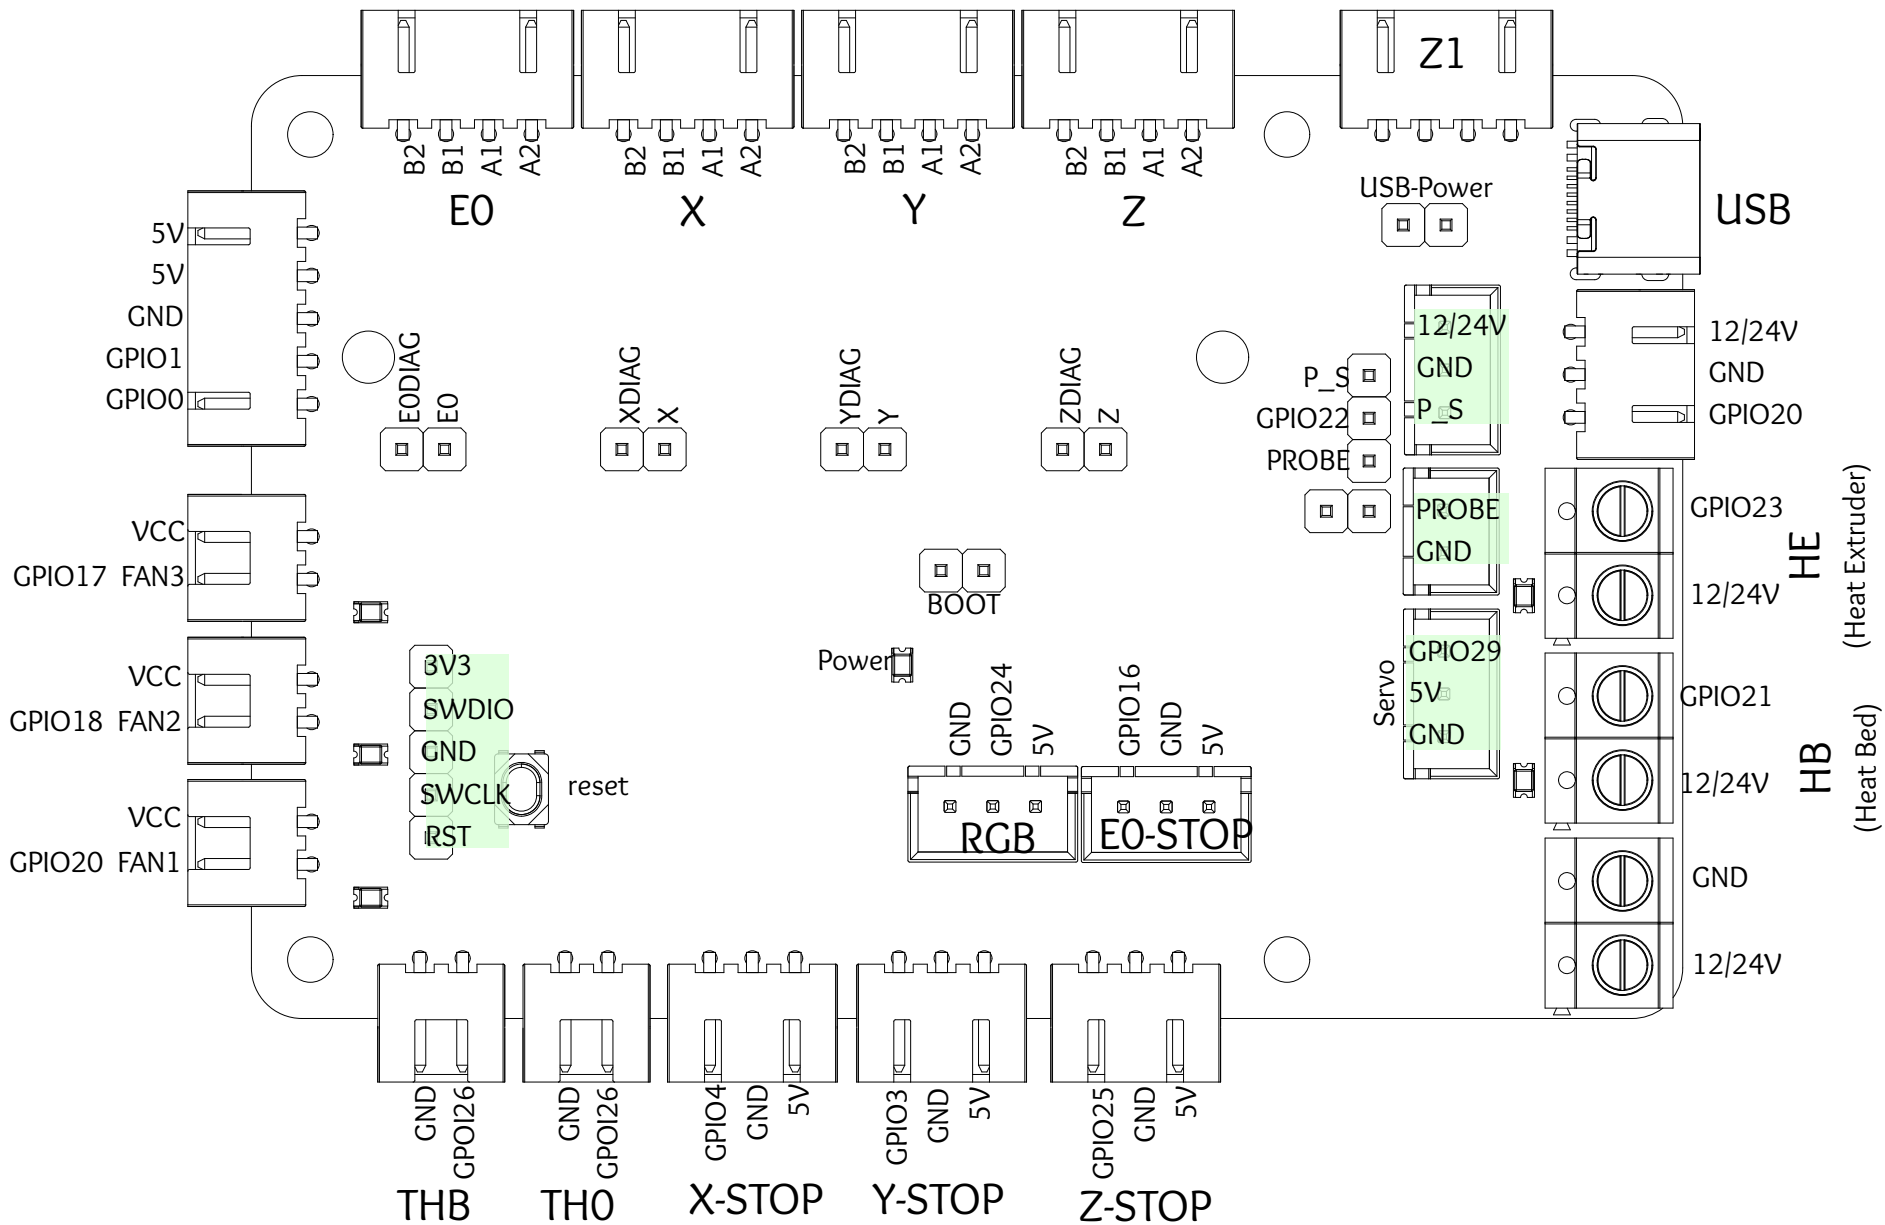 Z1
B2 B1 A1 A2
E0
B2 B1 A1 A2
X
B2 B1 A1 A2
Y
B2 B1 A1 A2
Z
USB-Power
USB
5V
5V
GND
GPIO1
GPIO0
E0DIAG
E0
XDIAG
X
YDIAG
Y
ZDIAG
Z
P_S
GPIO22
PROBE
12/24V
GND
P_S
12/24V
GND
GPIO20
PROBE
GND
GPIO23
12/24V
HE
(Heat Extruder)
VCC
GPIO17 FAN3
BOOT
Power
VCC
GPIO18 FAN2
VCC
GPIO20 FAN1
3V3
SWDIO
GND
SWCLK
RST
reset
GND
GPIO24
5V
RGB
GPIO16
GND
5V
E0-STOP
Servo
GPIO29
5V
GND
GPIO21
12/24V
HB
(Heat Bed)
GND
12/24V
GND
GPOI26
THB
GND
GPOI26
TH0
GPIO4
GND
5V
X-STOP
GPIO3
GND
5V
Y-STOP
GPIO25
GND
5V
Z-STOP